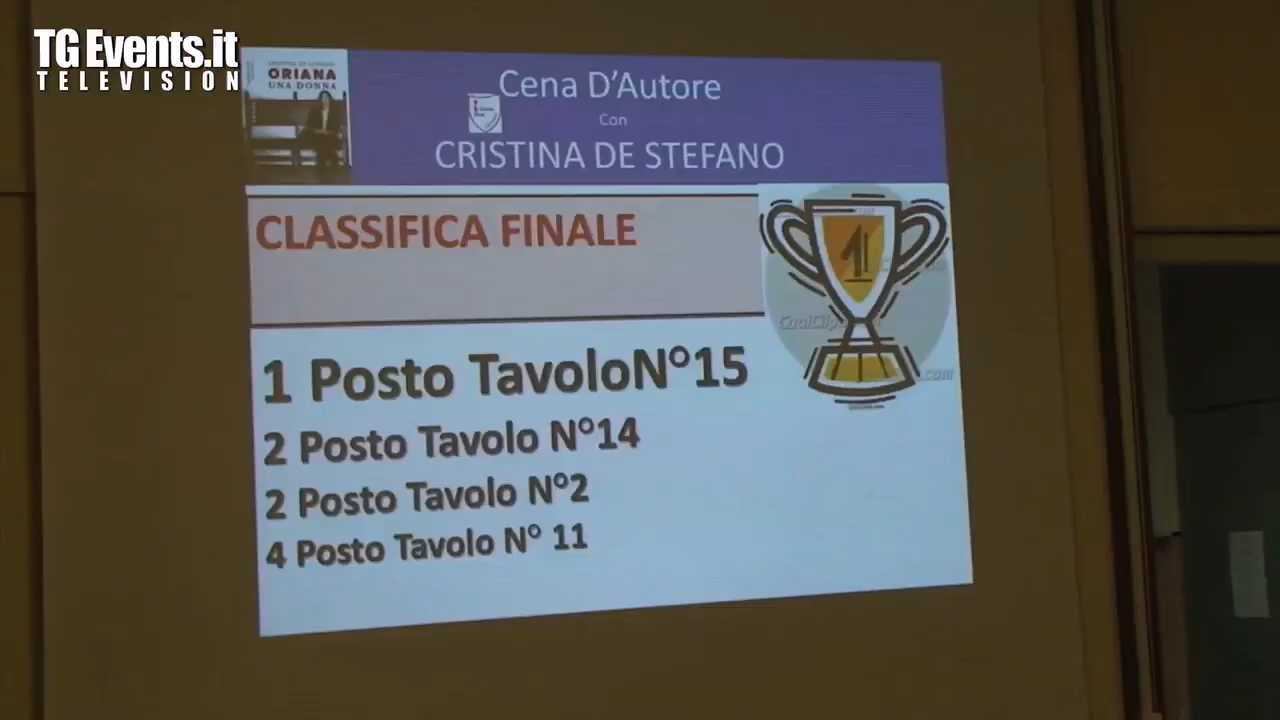 TG Events.it
TELEVISION
ORIANA
UNA DONNA
Cena D'Autore
Con
CRISTINA DE STEFANO
CLASSIFICA FINALE
1
1 Posto TavoloN°15
2 Posto Tavolo N°14
2 Posto Tavolo N°2
4 Posto Tavolo N° 11